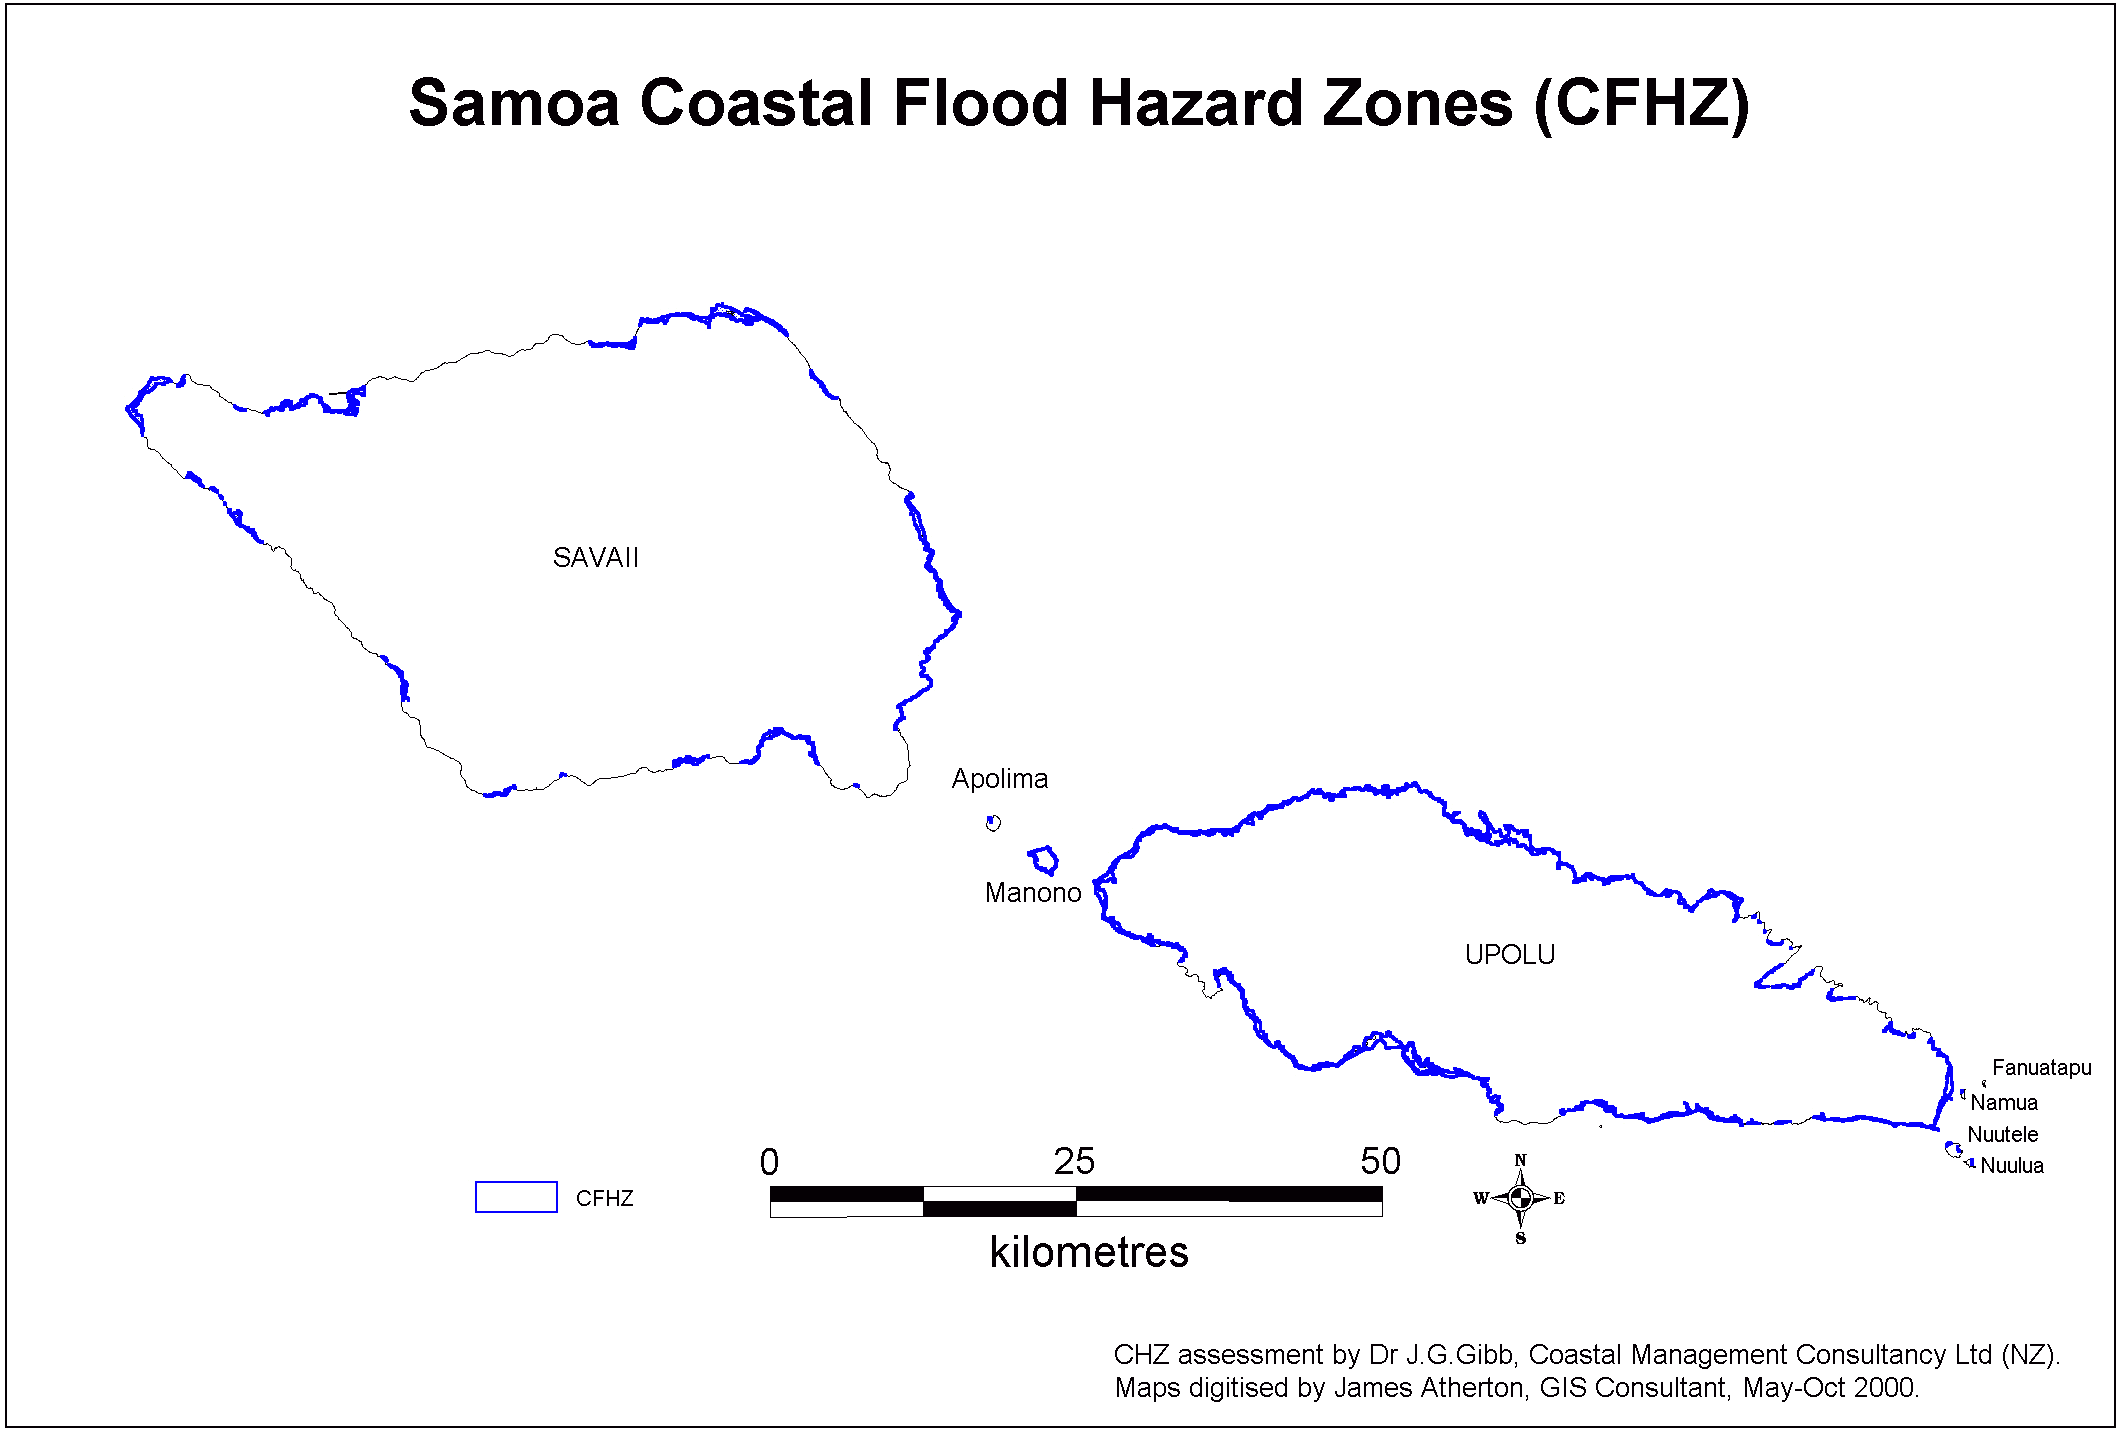 Samoa Coastal Flood Hazard Zones (CFHZ)
SAVAII
Apolima
Manono
UPOLU
Fanuatapu
Namua
Nuutele
Nuulua
0 25 50
kilometres
CFHZ
N
W E
S
CHZ assessment by Dr J.G.Gibb, Coastal Management Consultancy Ltd (NZ).
Maps digitised by James Atherton, GIS Consultant, May-Oct 2000.